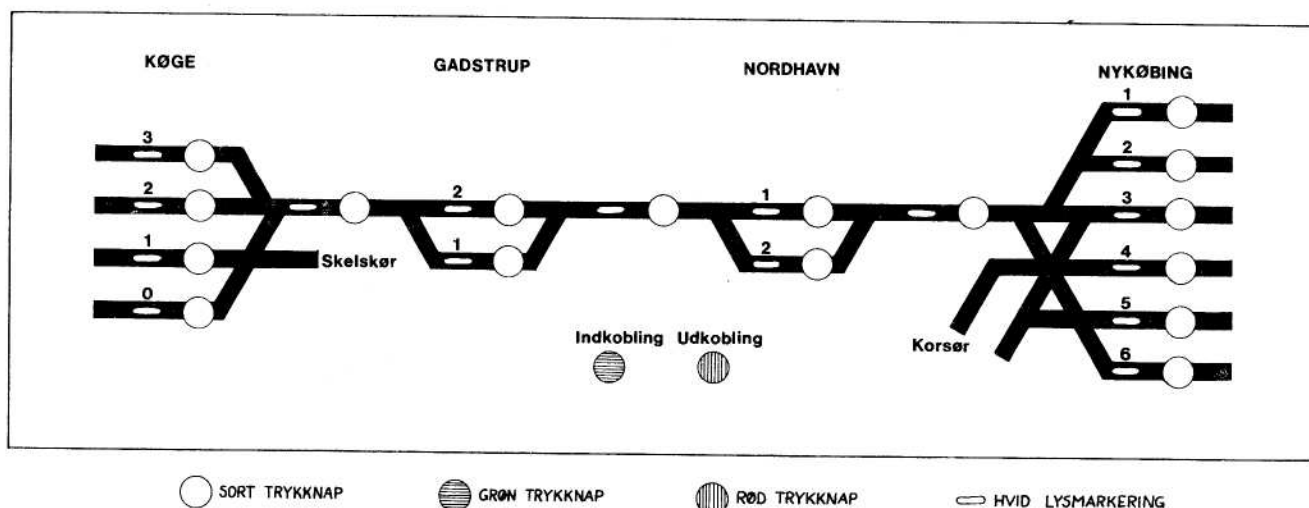 KØGE GADSTRUP NORDHAVN NYKØBING
3
2
1
0
Skelskør
2
1
1
2
1
2
3
4
5
6
Korsør
Indkobling Udkobling
SORT TRYKKNAP GRØN TRYKKNAP RØD TRYKKNAP HVID LYSMARKERING